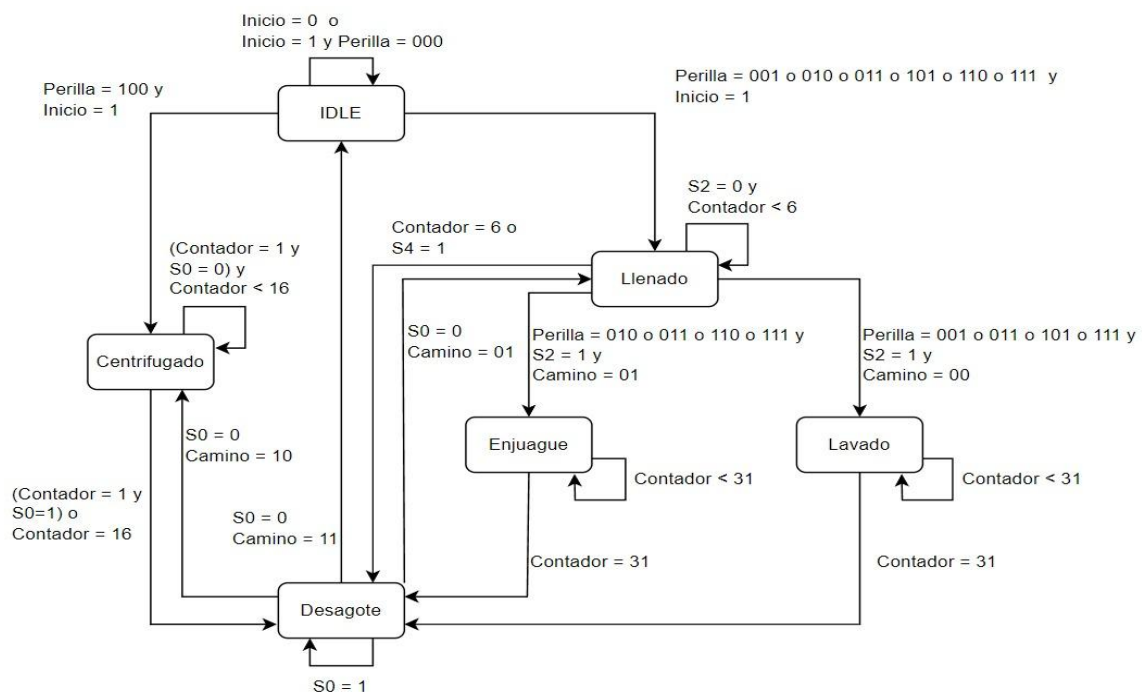 Inicio = 0 o
Inicio = 1 y Perilla = 000
Perilla = 100 y
Inicio = 1
IDLE
Perilla = 001 o 010 o 011 o 101 o 110 o 111 y
Inicio = 1
S2 = 0 y
Contador < 6
Contador = 6 o
S4 = 1
(Contador = 1 y
S0 = 0) y
Contador < 16
Llenado
Centrifugado
S0 = 0
Camino = 01
Perilla = 010 o 011 o 110 o 111 y
S2 = 1 y
Camino = 01
Perilla = 001 o 011 o 101 o 111 y
S2 = 1 y
Camino = 00
S0 = 0
Camino = 10
Enjuague
Lavado
Contador < 31
Contador < 31
(Contador = 1 y
S0=1) o
Contador = 16
S0 = 0
Camino = 11
Contador = 31
Contador = 31
Desagote
S0 = 1